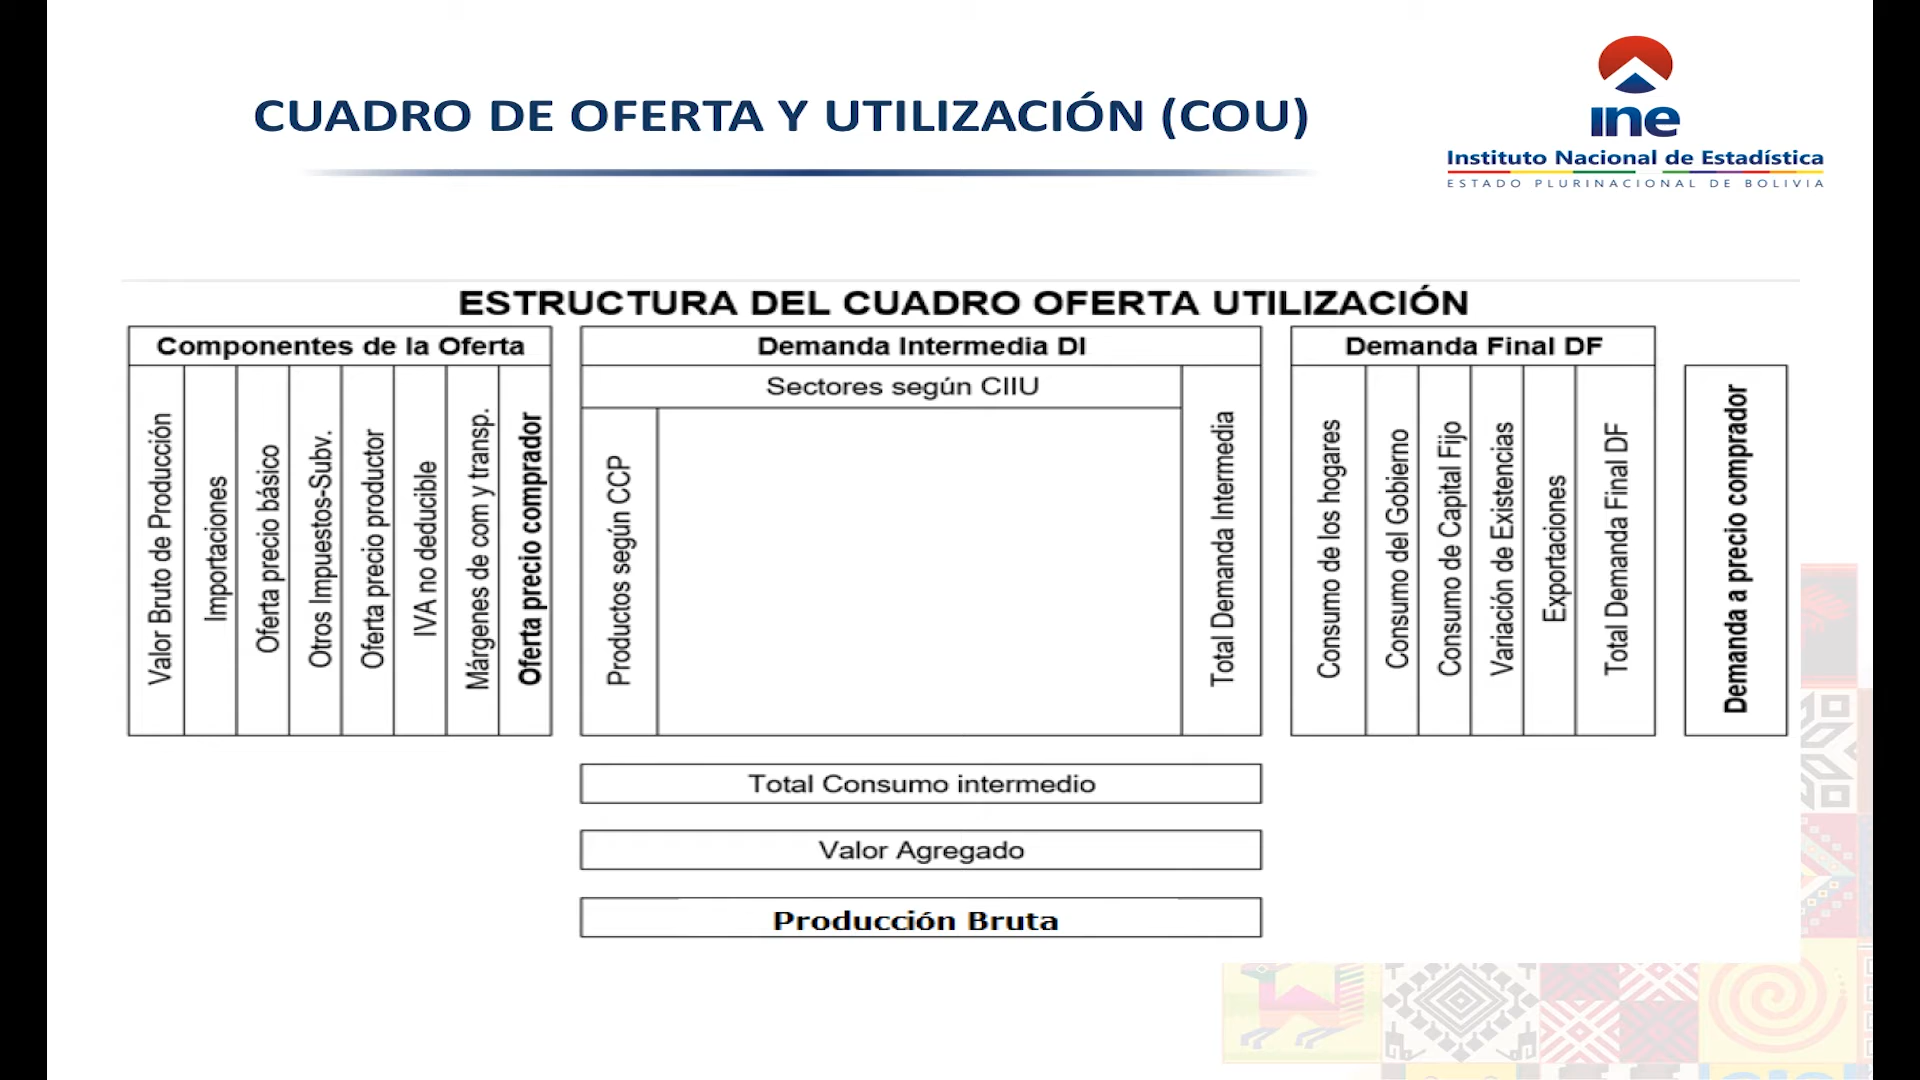 CUADRO DE OFERTA Y UTILIZACIÓN (COU)
ine
Instituto Nacional de Estadística
ESTADO PLURINACIONAL DE BOLIVIA
ESTRUCTURA DEL CUADRO OFERTA UTILIZACIÓN
Componentes de la Oferta
Valor Bruto de Producción
Importaciones
Oferta precio básico
Otros Impuestos-Subv.
Oferta precio productor
IVA no deducible
Márgenes de com y transp.
Oferta precio comprador
Demanda Intermedia DI
Sectores según CIIU
Productos según CCP
Total Demanda Intermedia
Demanda Final DF
Consumo de los hogares
Consumo del Gobierno
Consumo de Capital Fijo
Variación de Existencias
Exportaciones
Total Demanda Final DF
Demanda a precio comprador
Total Consumo intermedio
Valor Agregado
Producción Bruta